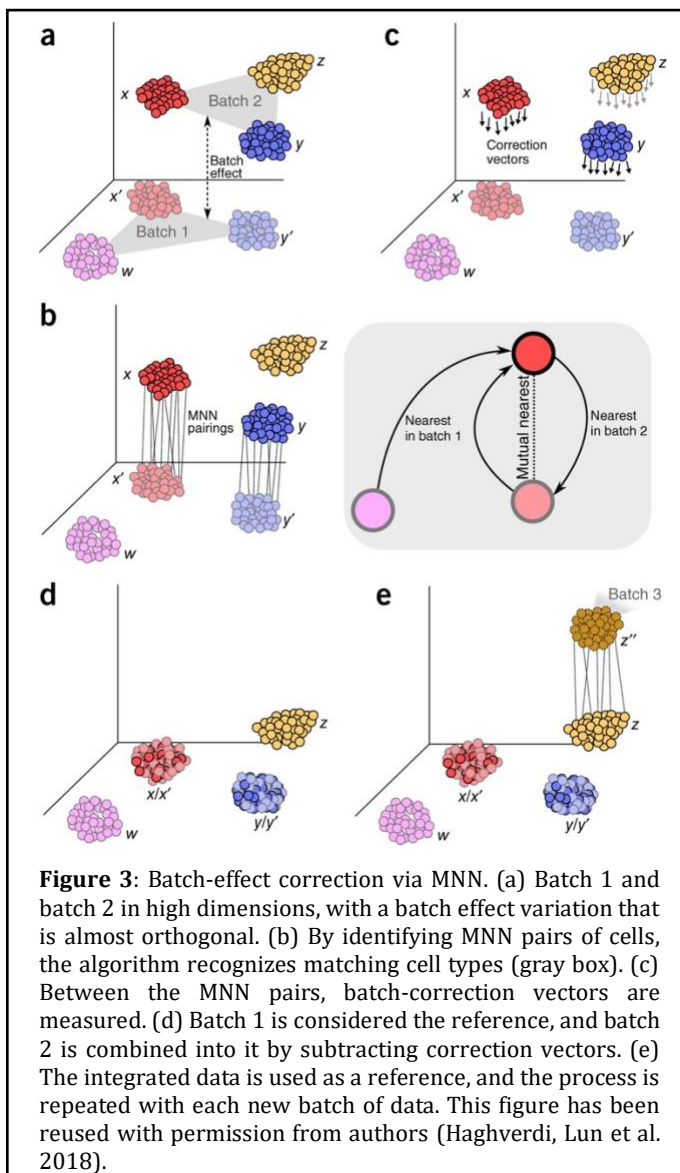 a
z
x
Batch 2
y
Batch
effect
x'
Batch 1
y'
w
c
z
x
Correction
vectors
y
x'
y'
w
b
z
x
MNN
pairings
y
x'
y'
w
Nearest
in batch 1
Mutual nearest
Nearest
in batch 2
d
z
x/x'
y/y'
w
e
Batch 3
z''
z
x/x'
y/y'
w
Figure 3: Batch-effect correction via MNN. (a) Batch 1 and
batch 2 in high dimensions, with a batch effect variation that
is almost orthogonal. (b) By identifying MNN pairs of cells,
the algorithm recognizes matching cell types (gray box). (c)
Between the MNN pairs, batch-correction vectors are
measured. (d) Batch 1 is considered the reference, and batch
2 is combined into it by subtracting correction vectors. (e)
The integrated data is used as a reference, and the process is
repeated with each new batch of data. This figure has been
reused with permission from authors (Haghverdi, Lun et al.
2018).